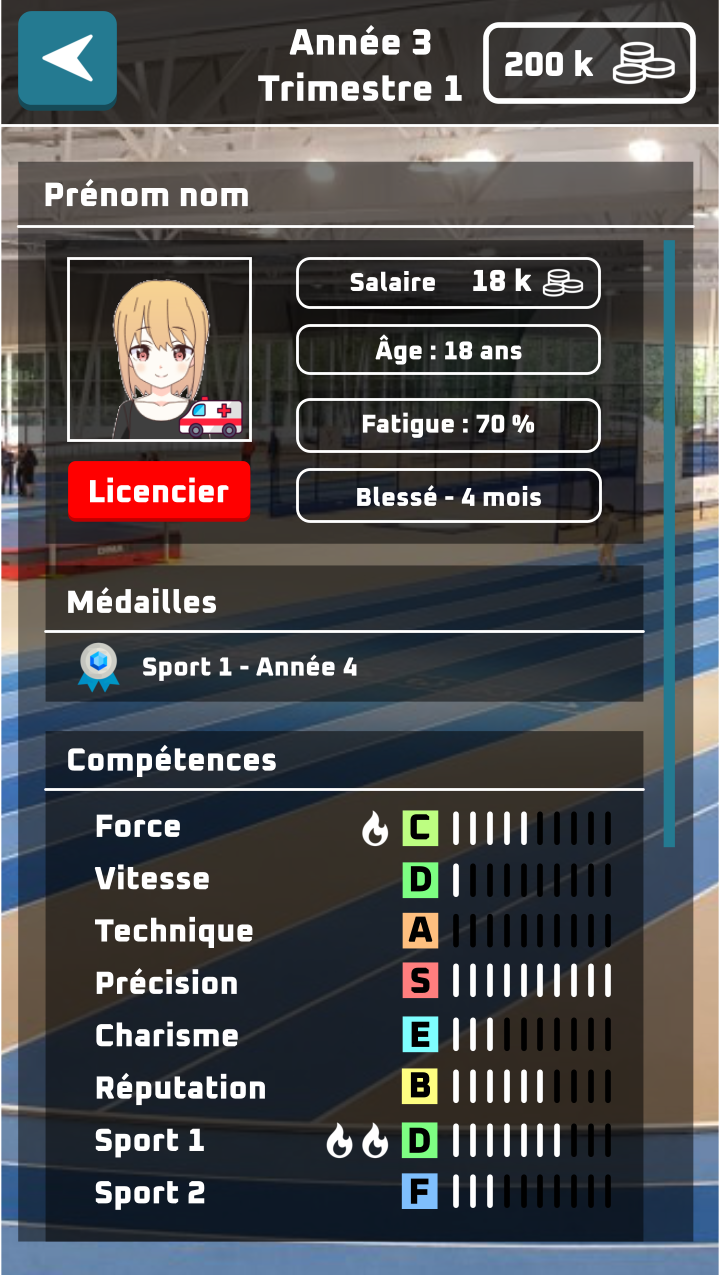 Année 3
Trimestre 1
200 k
Prénom nom
Salaire 18 k
Âge : 18 ans
Fatigue : 70 %
Blessé - 4 mois
Licencier
Médailles
Sport 1 - Année 4
Compétences
Force C
Vitesse D
Technique A
Précision S
Charisme E
Réputation B
Sport 1 D
Sport 2 F